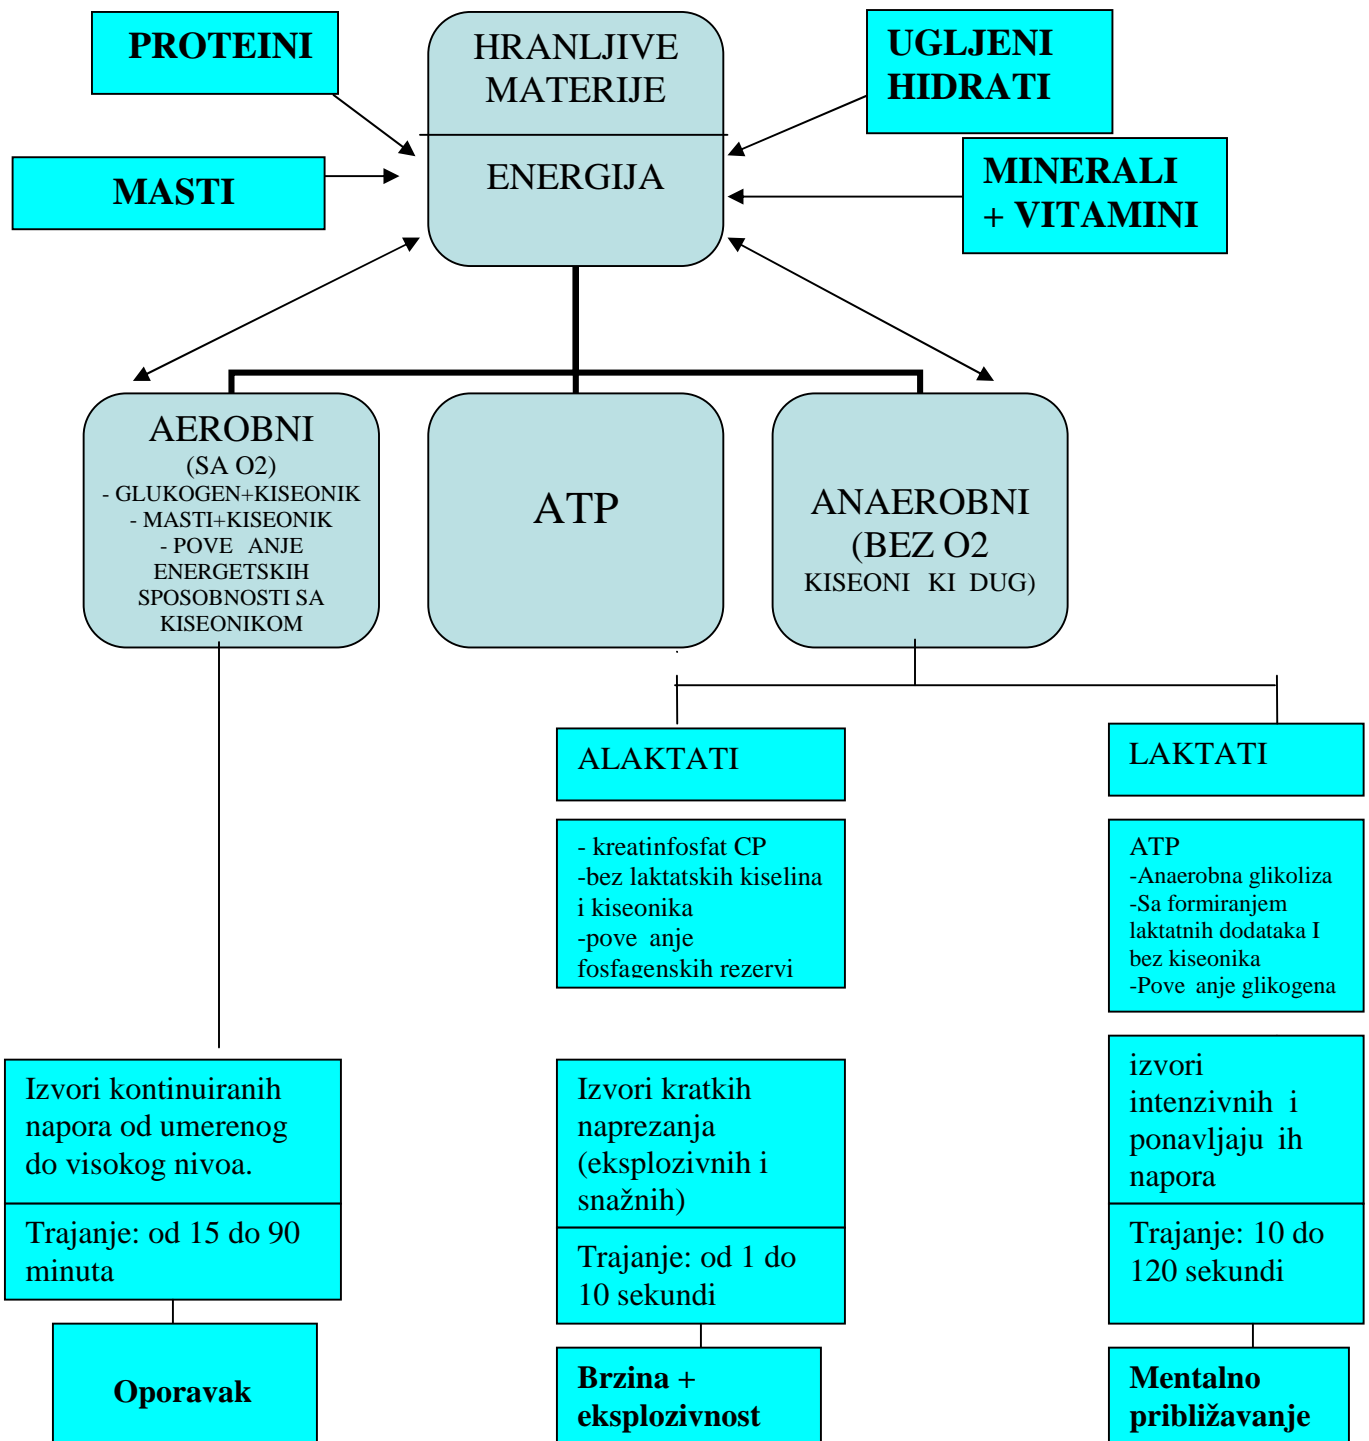 PROTEINI
HRANLJIVE
MATERIJE
ENERGIJA
UGLJENI
HIDRATI
MASTI
MINERALI
+ VITAMINI
AEROBNI
(SA O2)
- GLUKOGEN+KISEONIK
- MASTI+KISEONIK
- POVE ANJE
ENERGETSKIH
SPOSOBNOSTI SA
KISEONIKOM
ATP
ANAEROBNI
(BEZ O2
KISEONI KI DUG)
ALAKTATI
LAKTATI
- kreatinfosfat CP
-bez laktatskih kiselina
i kiseonika
-pove anje
fosfagenskih rezervi
ATP
-Anaerobna glikoliza
-Sa formiranjem
laktatnih dodataka I
bez kiseonika
-Pove anje glikogena
Izvori kontinuiranih
napora od umerenog
do visokog nivoa.
Trajanje: od 15 do 90
minuta
Oporavak
Izvori kratkih
naprezanja
(eksplozivnih i
snažnih)
Trajanje: od 1 do
10 sekundi
Brzina +
eksplozivnost
izvori
intenzivnih i
ponavljaju ih
napora
Trajanje: 10 do
120 sekundi
Mentalno
približavanje